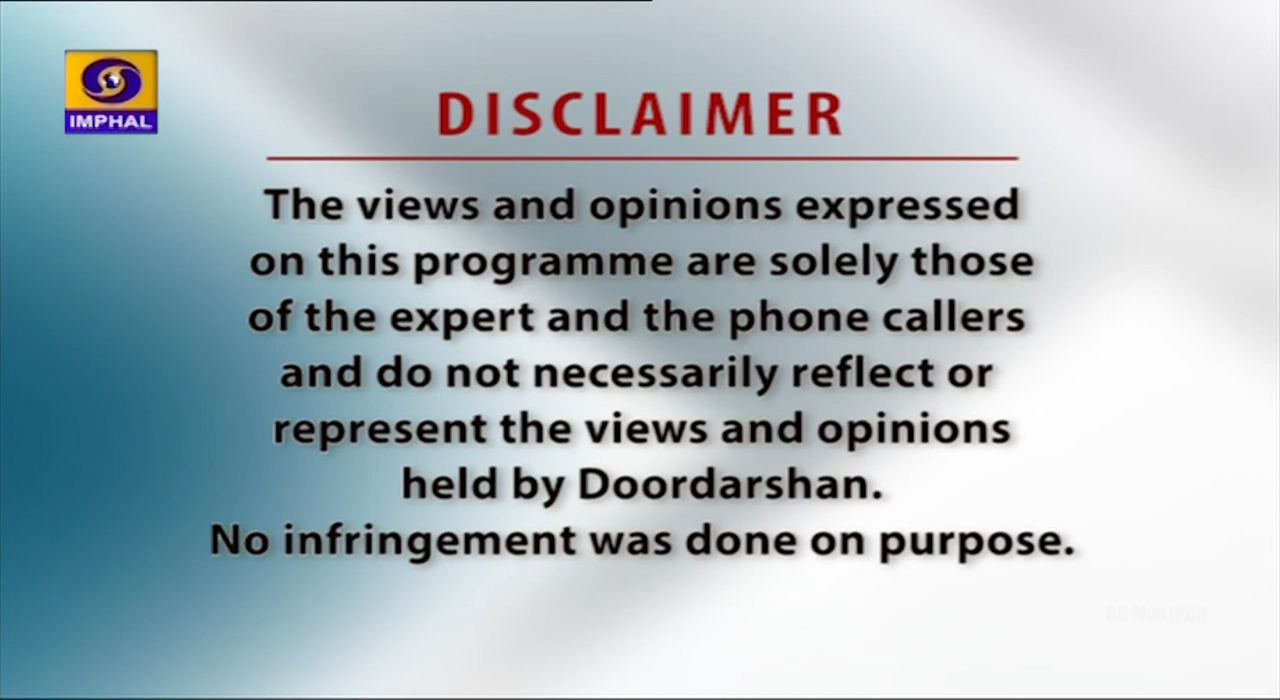 IMPHAL
DISCLAIMER
The views and opinions expressed
on this programme are solely those
of the expert and the phone callers
and do not necessarily reflect or
represent the views and opinions
held by Doordarshan.
No infringement was done on purpose.
DD MANIPUR